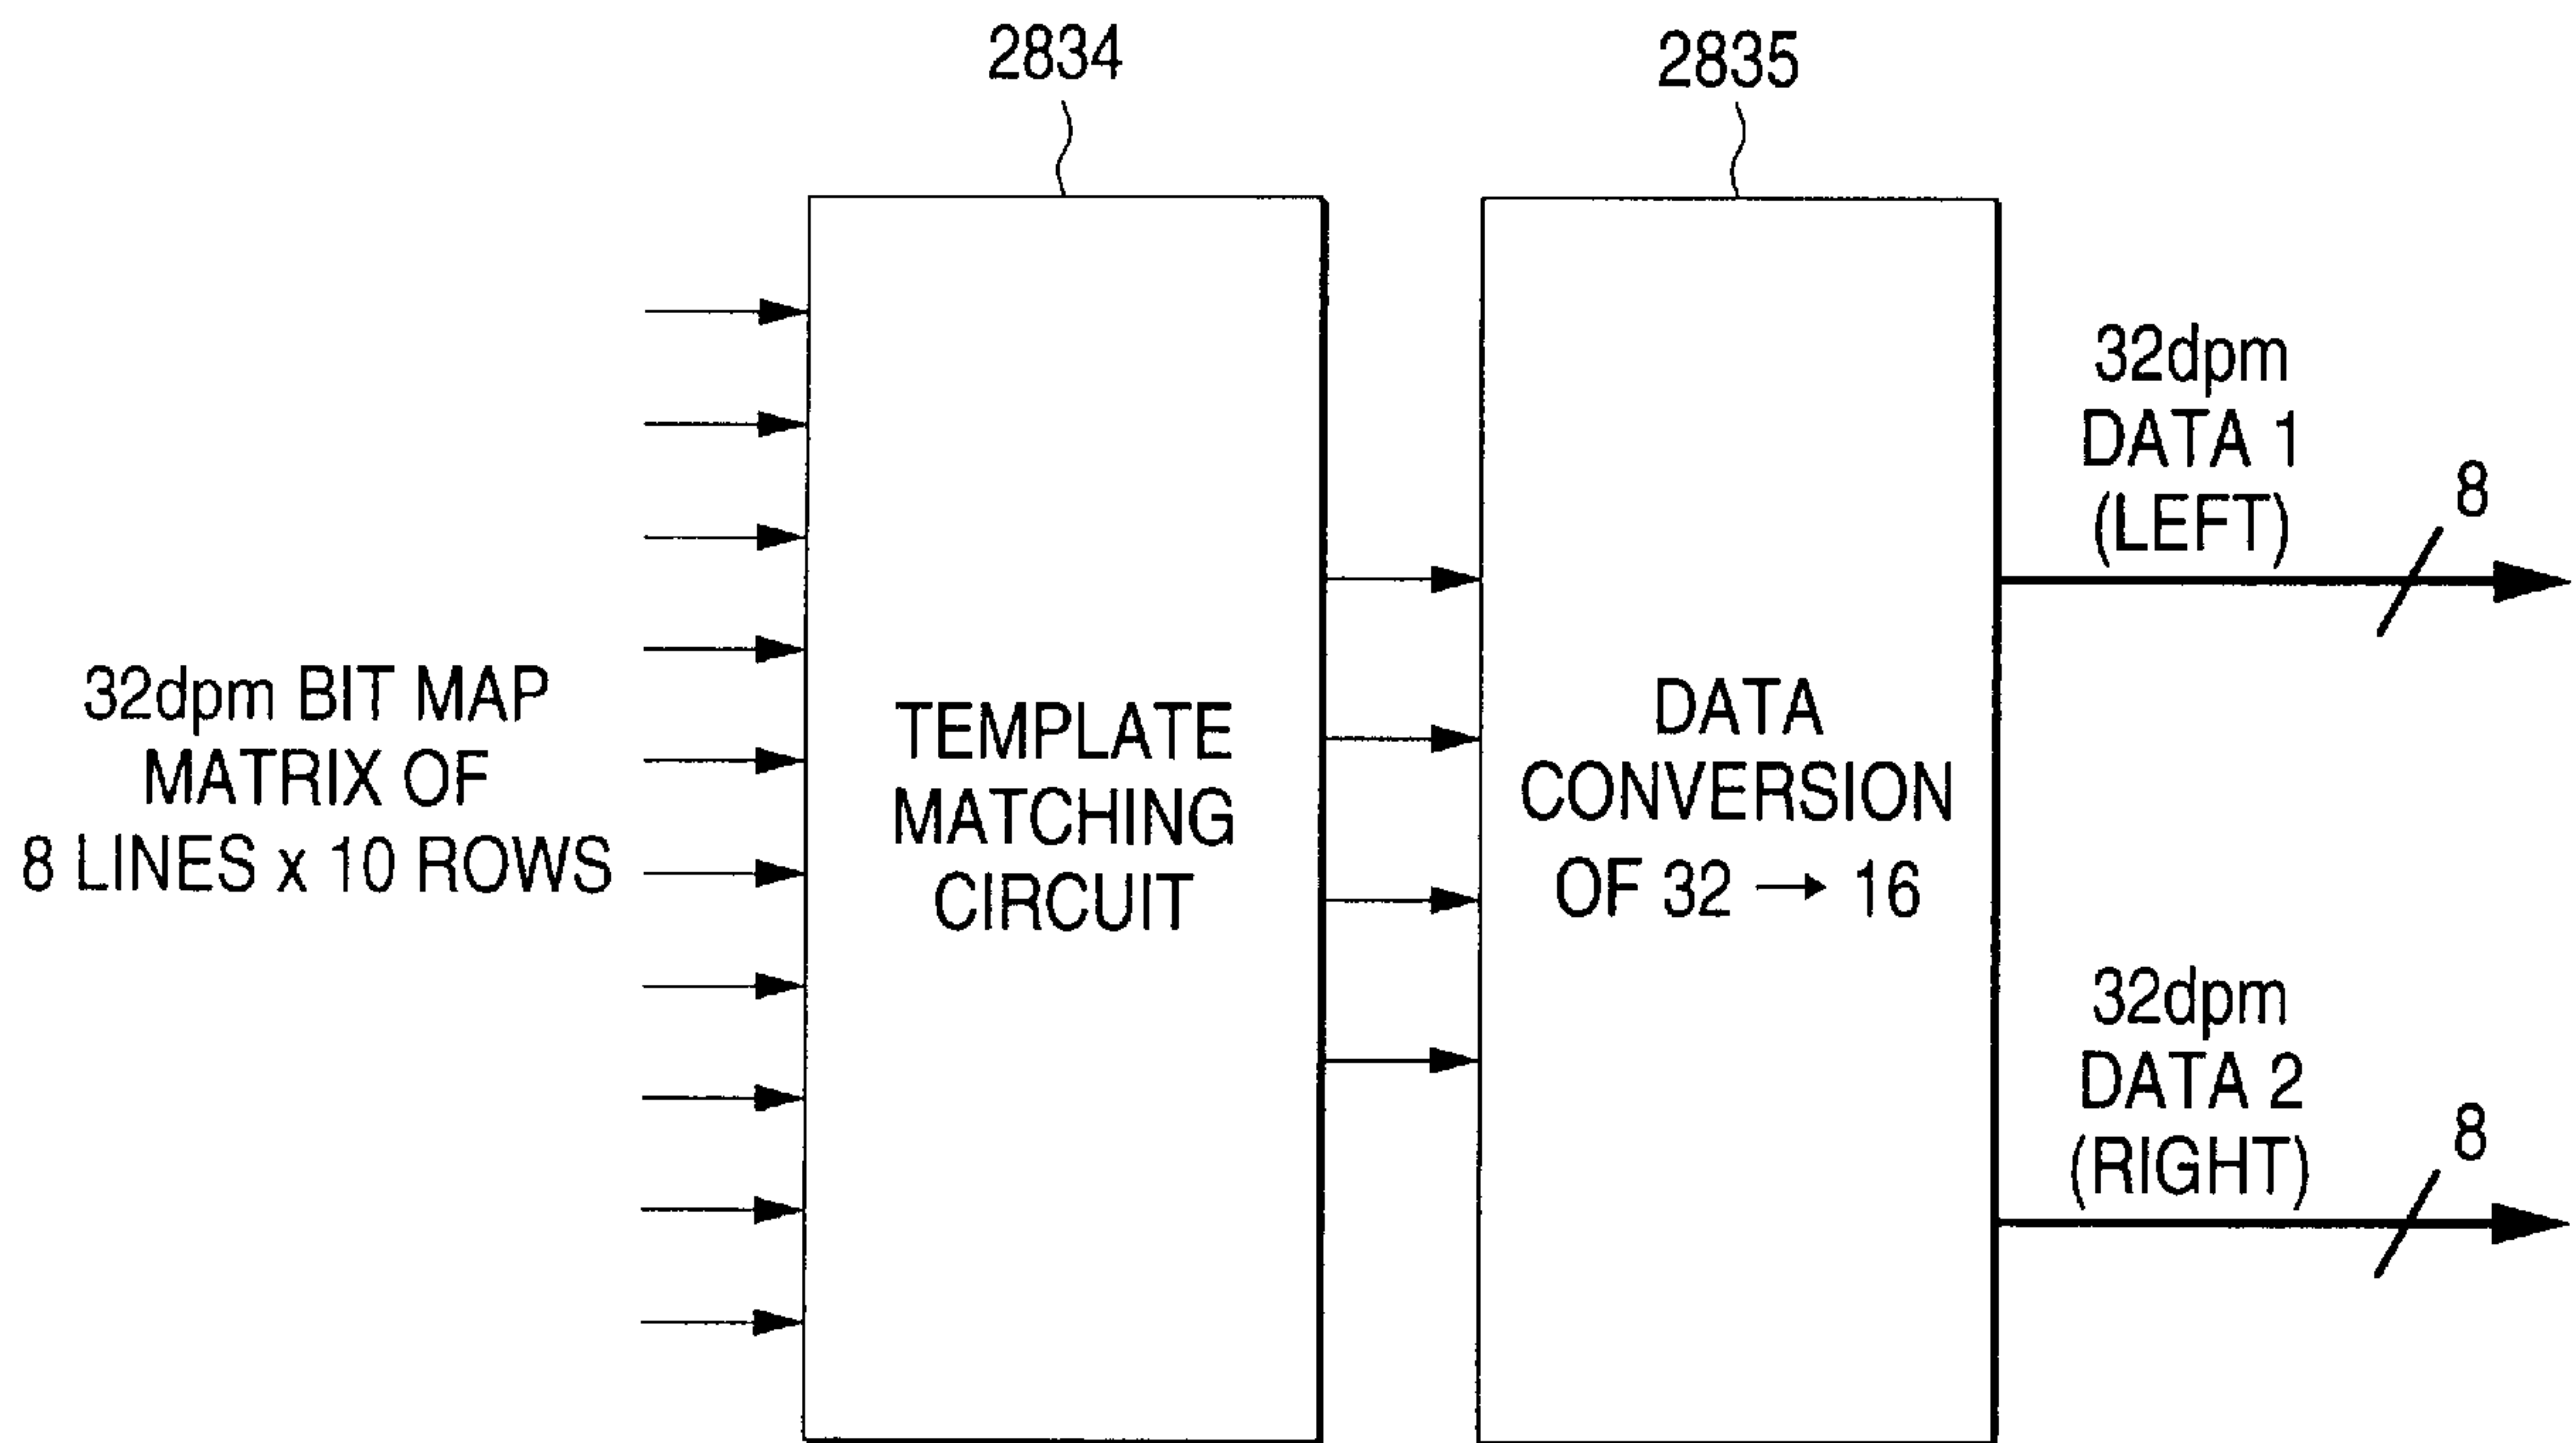 2834
2835
32dpm BIT MAP
MATRIX OF
8 LINES x 10 ROWS
TEMPLATE
MATCHING
CIRCUIT
DATA
CONVERSION
OF 32 → 16
32dpm
DATA 1
(LEFT)
8
32dpm
DATA 2
(RIGHT)
8